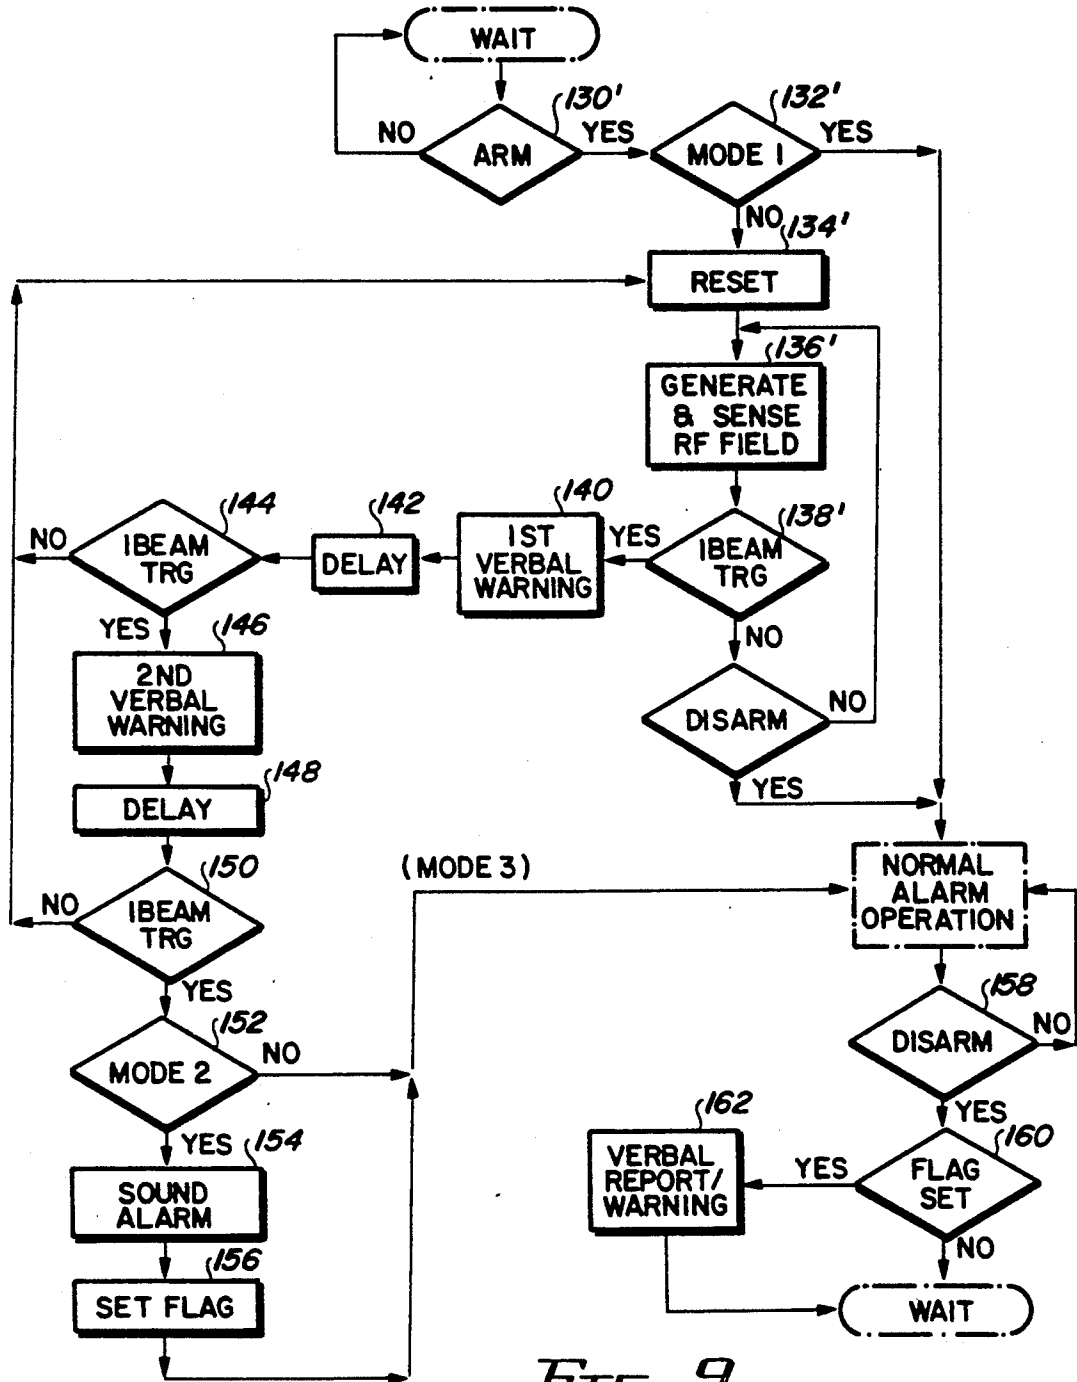 WAIT
130'
132'
NO
YES
YES
ARM
MODE 1
NO
134'
RESET
136'
GENERATE
& SENSE
RF FIELD
144
142
140
138'
NO
YES
IBEAM
TRG
DELAY
1ST
VERBAL
WARNING
IBEAM
TRG
YES
146
NO
2ND
VERBAL
WARNING
DISARM
NO
148
YES
DELAY
150
(MODE 3)
NORMAL
ALARM
OPERATION
NO
IBEAM
TRG
YES
158
152
NO
DISARM
NO
MODE 2
162
YES
160
YES
154
VERBAL
REPORT/
WARNING
YES
FLAG
SET
SOUND
ALARM
156
NO
SET FLAG
WAIT
FIG. 9